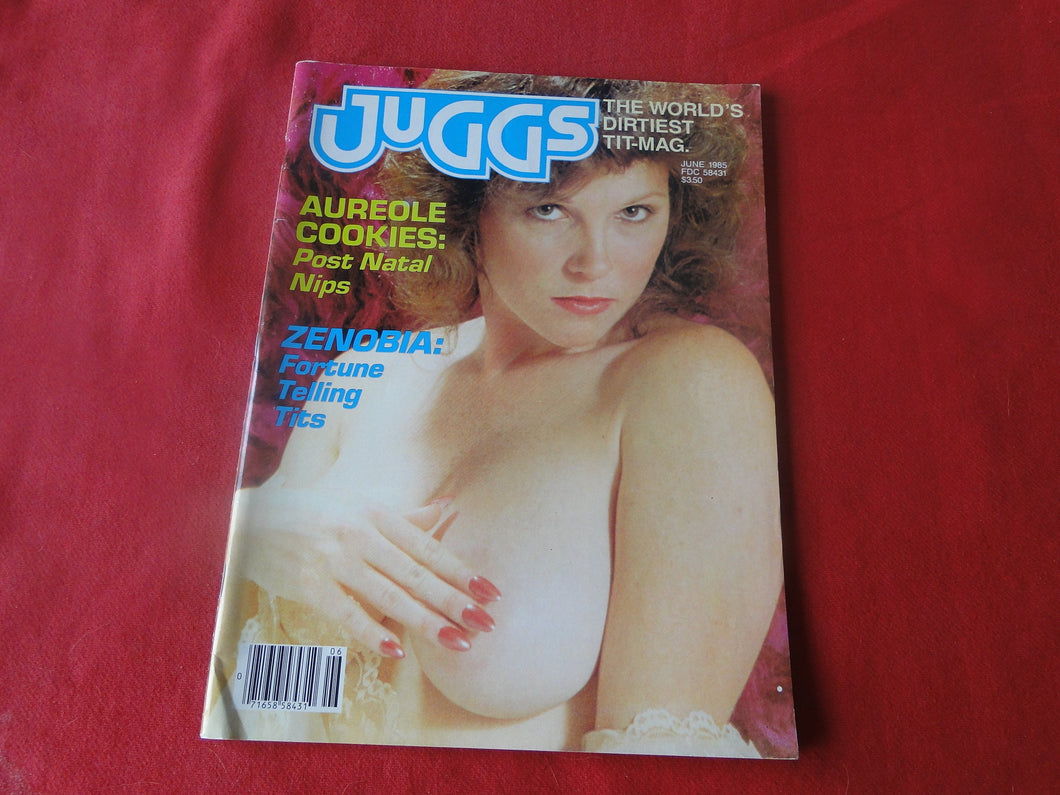 JUGGS
THE WORLD'S
DIRTIEST
TIT-MAG.
JUNE 1985
FDC 58431
$3.50
AUREOLE
COOKIES:
Post Natal
Nips
ZENOBIA:
Fortune
Telling
Tits
06
0 71658 58431